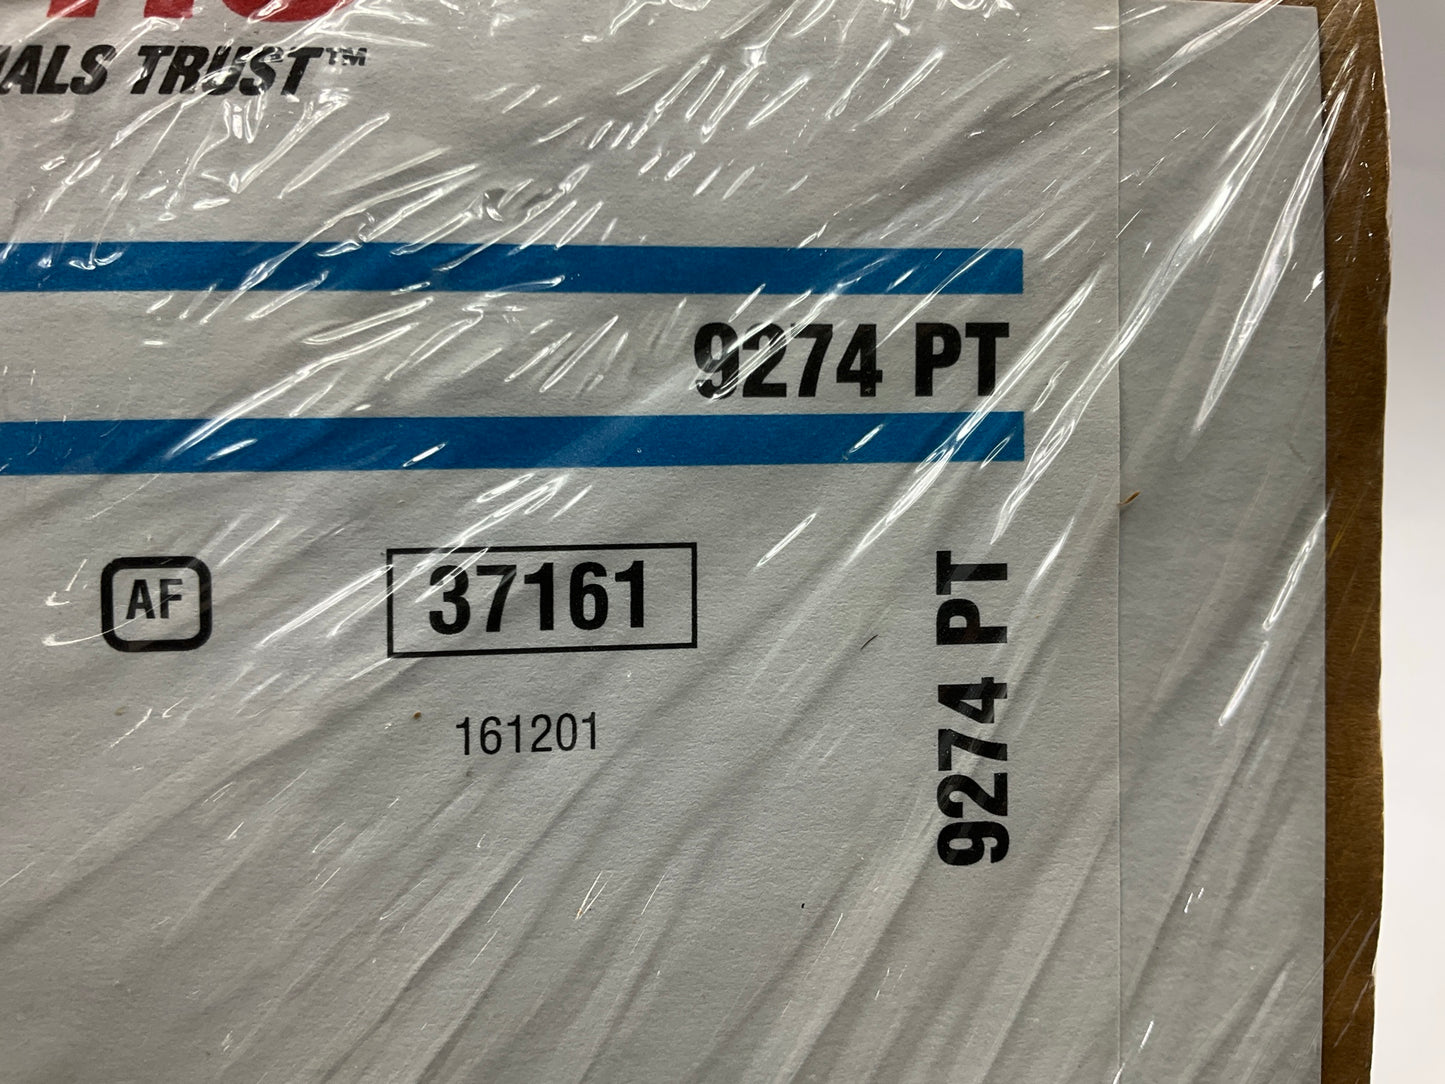 ALS TRUST™
9274 PT
AF
37161
161201
9274 PT